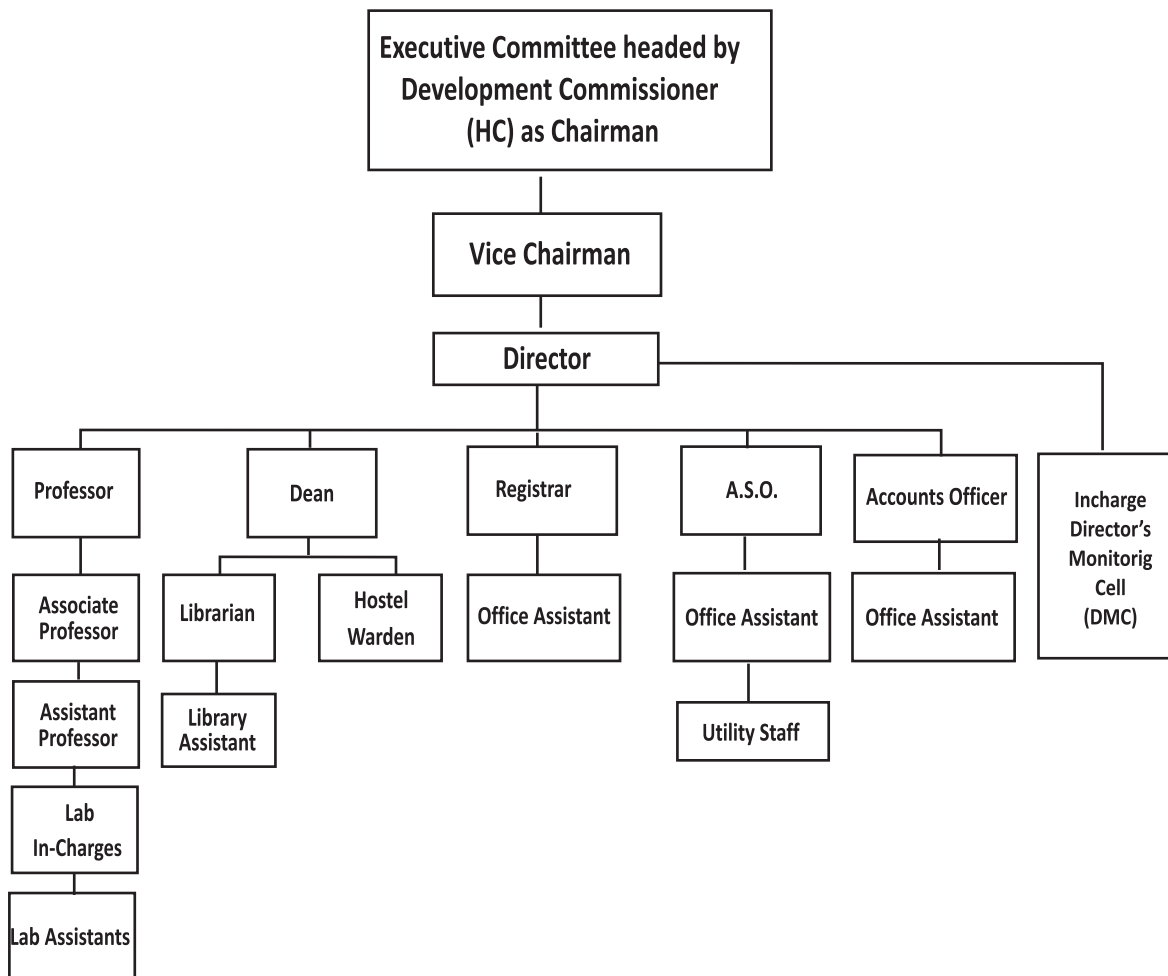 Executive Committee headed by
Development Commissioner
(HC) as Chairman
Vice Chairman
Director
Professor
Dean
Registrar
A.S.O.
Accounts Officer
Incharge
Director's
Monitorig
Cell
(DMC)
Associate
Professor
Librarian
Hostel
Warden
Office Assistant
Office Assistant
Office Assistant
Assistant
Professor
Library
Assistant
Utility Staff
Lab
In-Charges
Lab Assistants